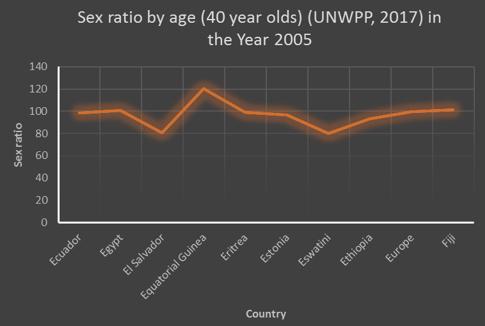 Sex ratio by age (40 year olds) (UNWPP, 2017) in
the Year 2005
140
120
100
80
60
40
20
0
Sex ratio
Ecuador
Egypt
El Salvador
Equatorial Guinea
Eritrea
Estonia
Eswatini
Ethiopia
Europe
Fiji
Country